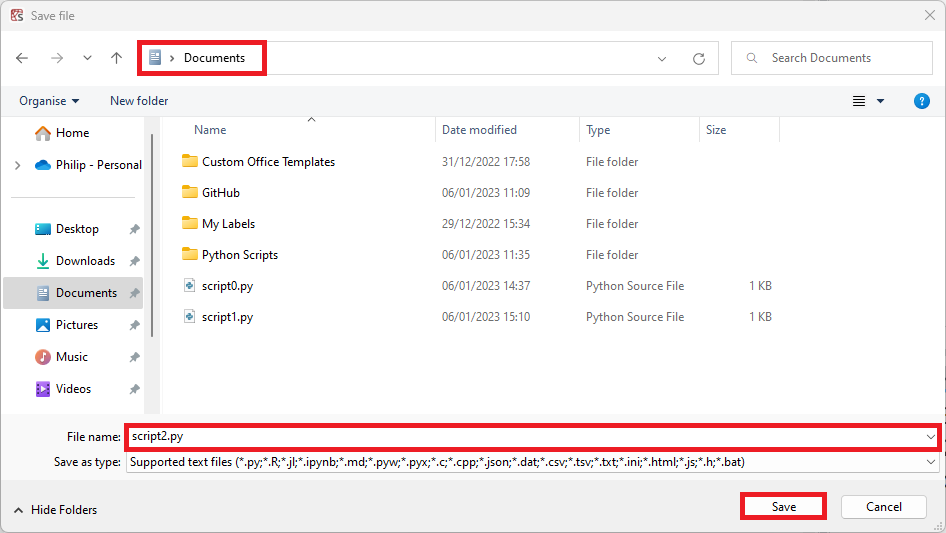 Save file
Documents
Search Documents
Organise New folder
Name Date modified Type Size
Home
Philip - Personal
Desktop
Downloads
Documents
Pictures
Music
Videos
Custom Office Templates 31/12/2022 17:58 File folder
GitHub 06/01/2023 11:09 File folder
My Labels 29/12/2022 15:34 File folder
Python Scripts 06/01/2023 11:35 File folder
script0.py 06/01/2023 14:37 Python Source File 1 KB
script1.py 06/01/2023 15:10 Python Source File 1 KB
File name: script2.py
Save as type: Supported text files (*.py;*.R;*.jl;*.ipynb;*.md;*.pyw;*.pyx;*.c;*.cpp;*.json;*.dat;*.csv;*.tsv;*.txt;*.ini;*.html;*.js;*.h;*.bat)
Hide Folders
Save Cancel